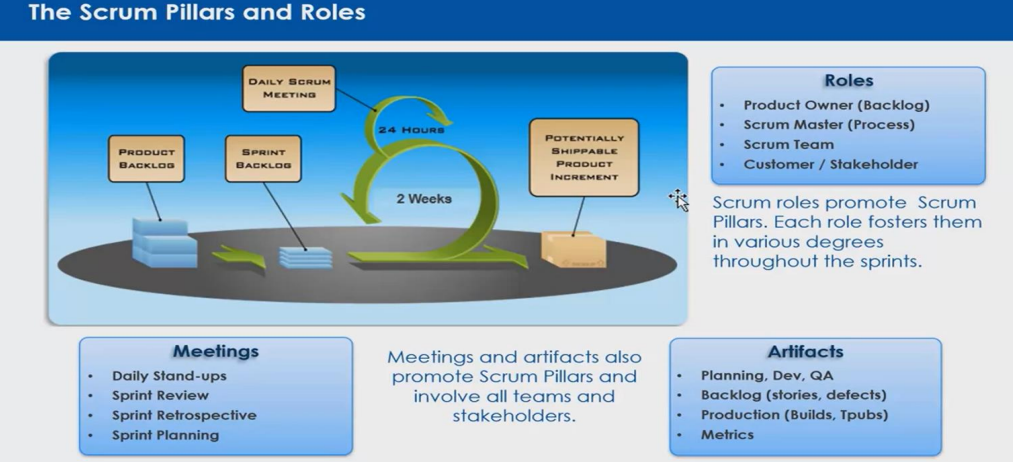 The Scrum Pillars and Roles
DAILY SCRUM
MEETING
24 HOURS
PRODUCT
BACKLOG
SPRINT
BACKLOG
POTENTIALLY
SHIPPABLE
PRODUCT
INCREMENT
2 Weeks
Roles
• Product Owner (Backlog)
• Scrum Master (Process)
• Scrum Team
• Customer / Stakeholder
Scrum roles promote Scrum
Pillars. Each role fosters them
in various degrees
throughout the sprints.
Meetings
• Daily Stand-ups
• Sprint Review
• Sprint Retrospective
• Sprint Planning
Meetings and artifacts also
promote Scrum Pillars and
involve all teams and
stakeholders.
Artifacts
• Planning, Dev, QA
• Backlog (stories, defects)
• Production (Builds, Tpubs)
• Metrics